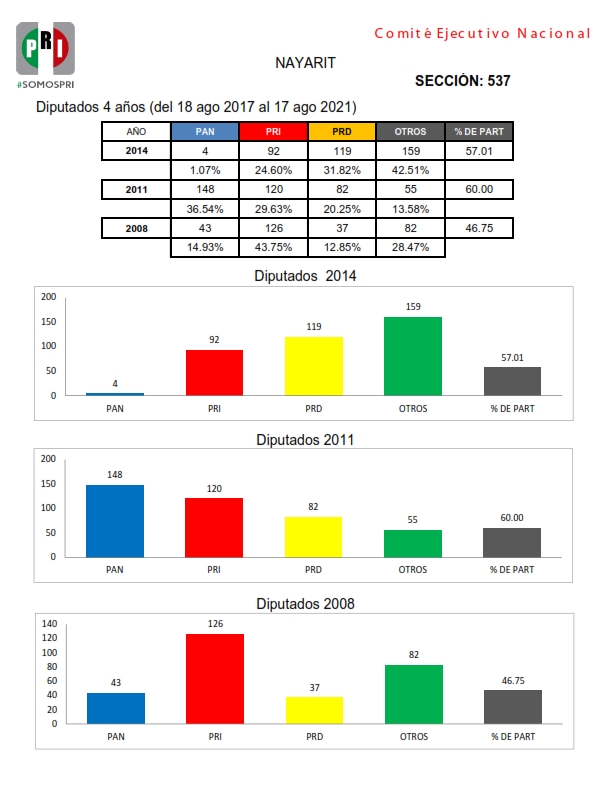 PRI
#SOMOSPRI
Comité Ejecutivo Nacional
NAYARIT
SECCIÓN: 537
Diputados 4 años (del 18 ago 2017 al 17 ago 2021)
AÑO PAN PRI PRD OTROS % DE PART
2014 4 92 119 159 57.01
1.07% 24.60% 31.82% 42.51%
2011 148 120 82 55 60.00
36.54% 29.63% 20.25% 13.58%
2008 43 126 37 82 46.75
14.93% 43.75% 12.85% 28.47%
Diputados 2014
200
150
100
50
0
4 92 119 159 57.01
PAN PRI PRD OTROS % DE PART
Diputados 2011
200
150
100
50
0
148 120 82 55 60.00
PAN PRI PRD OTROS % DE PART
Diputados 2008
140
120
100
80
60
40
20
0
43 126 37 82 46.75
PAN PRI PRD OTROS % DE PART